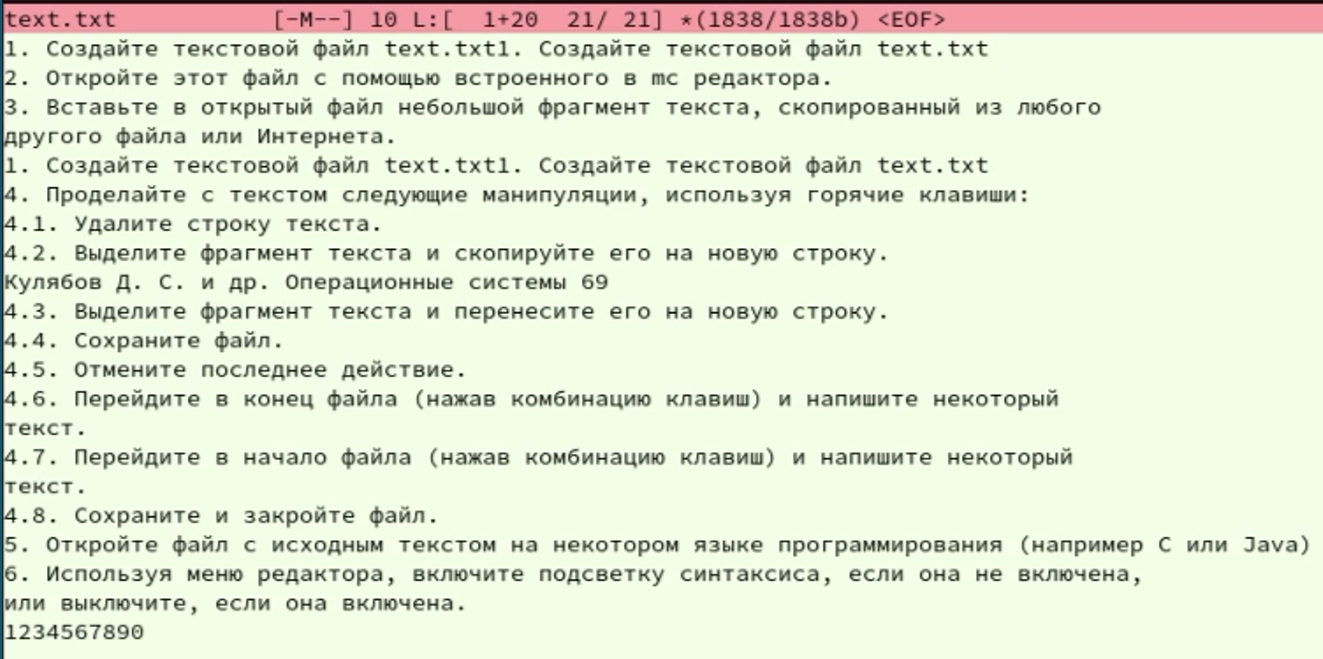 text.txt [-M--] 10 L:[ 1+20 21/ 21] *(1838/1838b) <EOF>
1. Создайте текстовой файл text.txt1. Создайте текстовой файл text.txt
2. Откройте этот файл с помощью встроенного в mc редактора.
3. Вставьте в открытый файл небольшой фрагмент текста, скопированный из любого
другого файла или Интернета.
1. Создайте текстовой файл text.txt1. Создайте текстовой файл text.txt
4. Проделайте с текстом следующие манипуляции, используя горячие клавиши:
4.1. Удалите строку текста.
4.2. Выделите фрагмент текста и скопируйте его на новую строку.
Кулябов Д. С. и др. Операционные системы 69
4.3. Выделите фрагмент текста и перенесите его на новую строку.
4.4. Сохраните файл.
4.5. Отмените последнее действие.
4.6. Перейдите в конец файла (нажав комбинацию клавиш) и напишите некоторый
текст.
4.7. Перейдите в начало файла (нажав комбинацию клавиш) и напишите некоторый
текст.
4.8. Сохраните и закройте файл.
5. Откройте файл с исходным текстом на некотором языке программирования (например C или Java)
6. Используя меню редактора, включите подсветку синтаксиса, если она не включена,
или выключите, если она включена.
1234567890